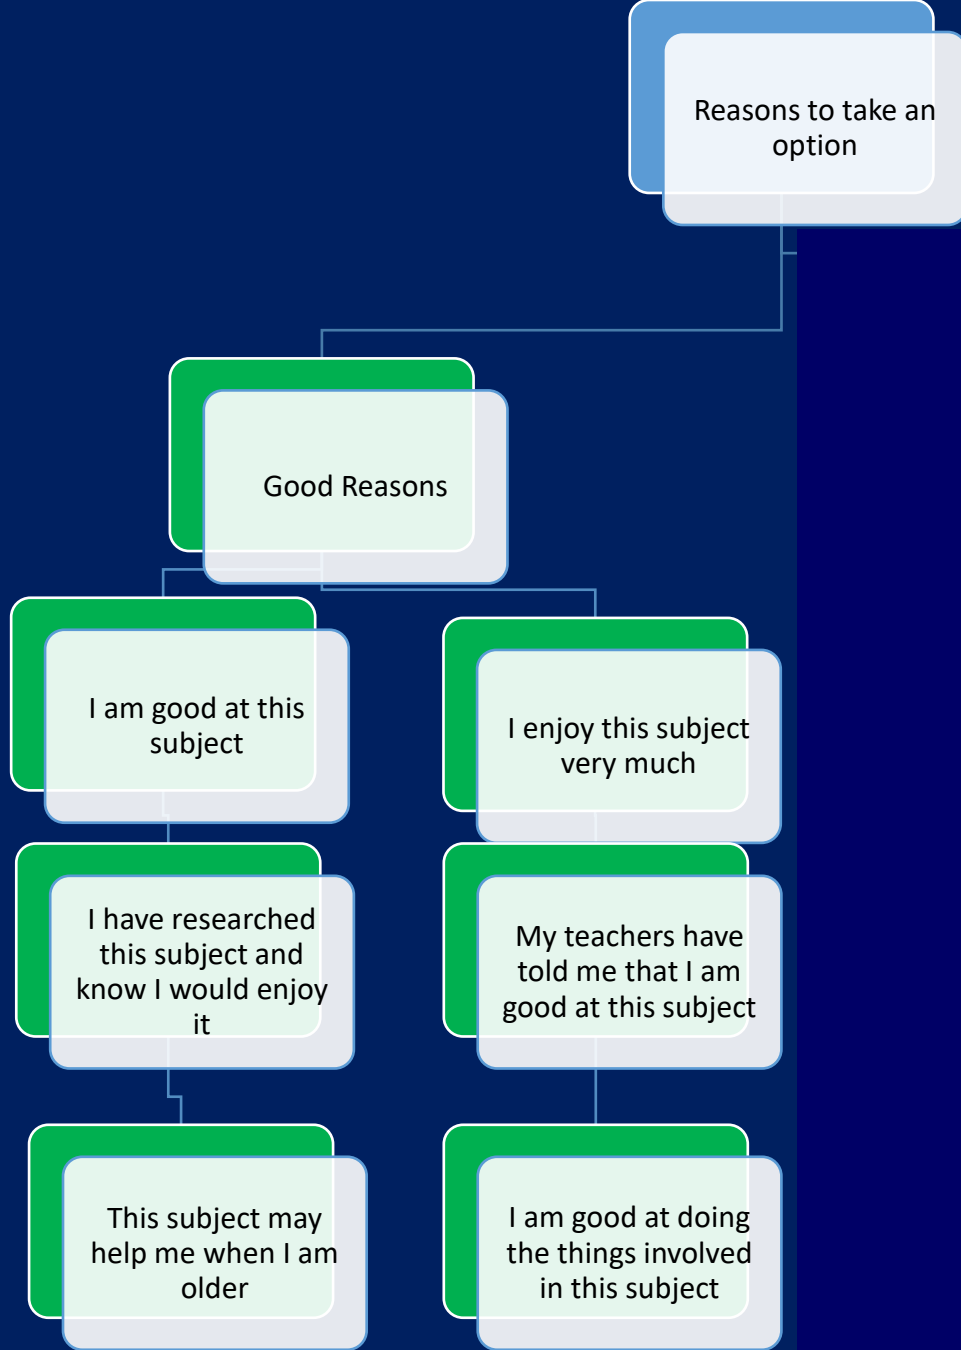 Reasons to take an
option
Good Reasons
I am good at this
subject
I enjoy this subject
very much
I have researched
this subject and
know I would enjoy
it
My teachers have
told me that I am
good at this subject
This subject may
help me when I am
older
I am good at doing
the things involved
in this subject